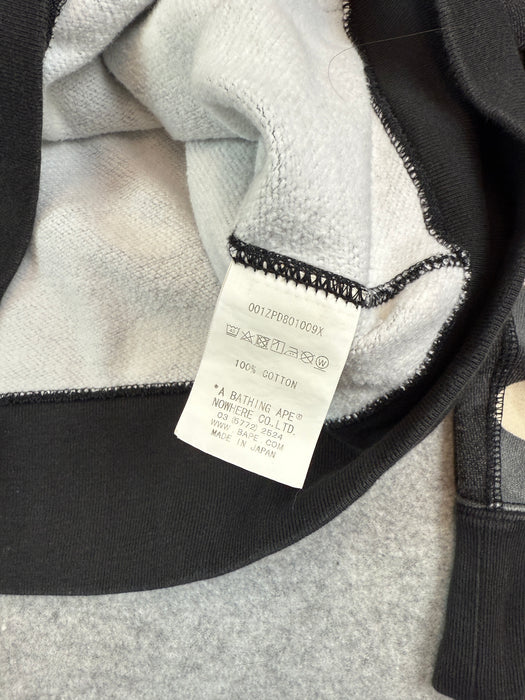 001ZPD801009X
100% COTTON
*A BATHING APE®
NOWHERE CO.,LTD.
03 (5772) 2524
WWW. BAPE. COM
MADE IN JAPAN